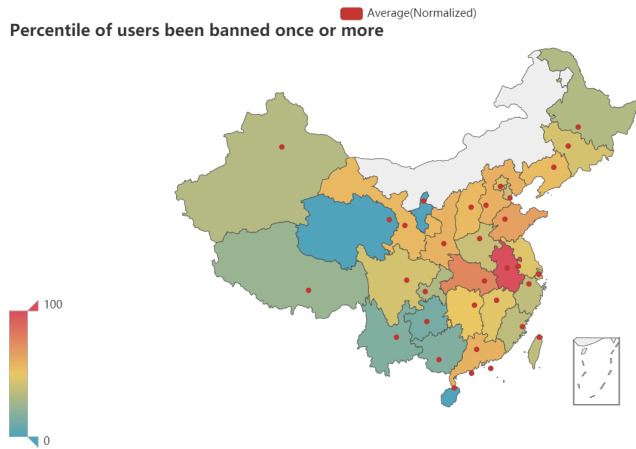 Average(Normalized)
Percentile of users been banned once or more
100
0